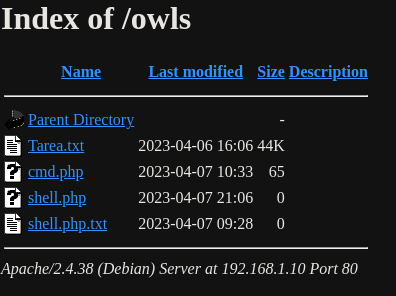 Index of /owls
Name Last modified Size Description
Parent Directory -
Tarea.txt 2023-04-06 16:06 44K
cmd.php 2023-04-07 10:33 65
shell.php 2023-04-07 21:06 0
shell.php.txt 2023-04-07 09:28 0
Apache/2.4.38 (Debian) Server at 192.168.1.10 Port 80